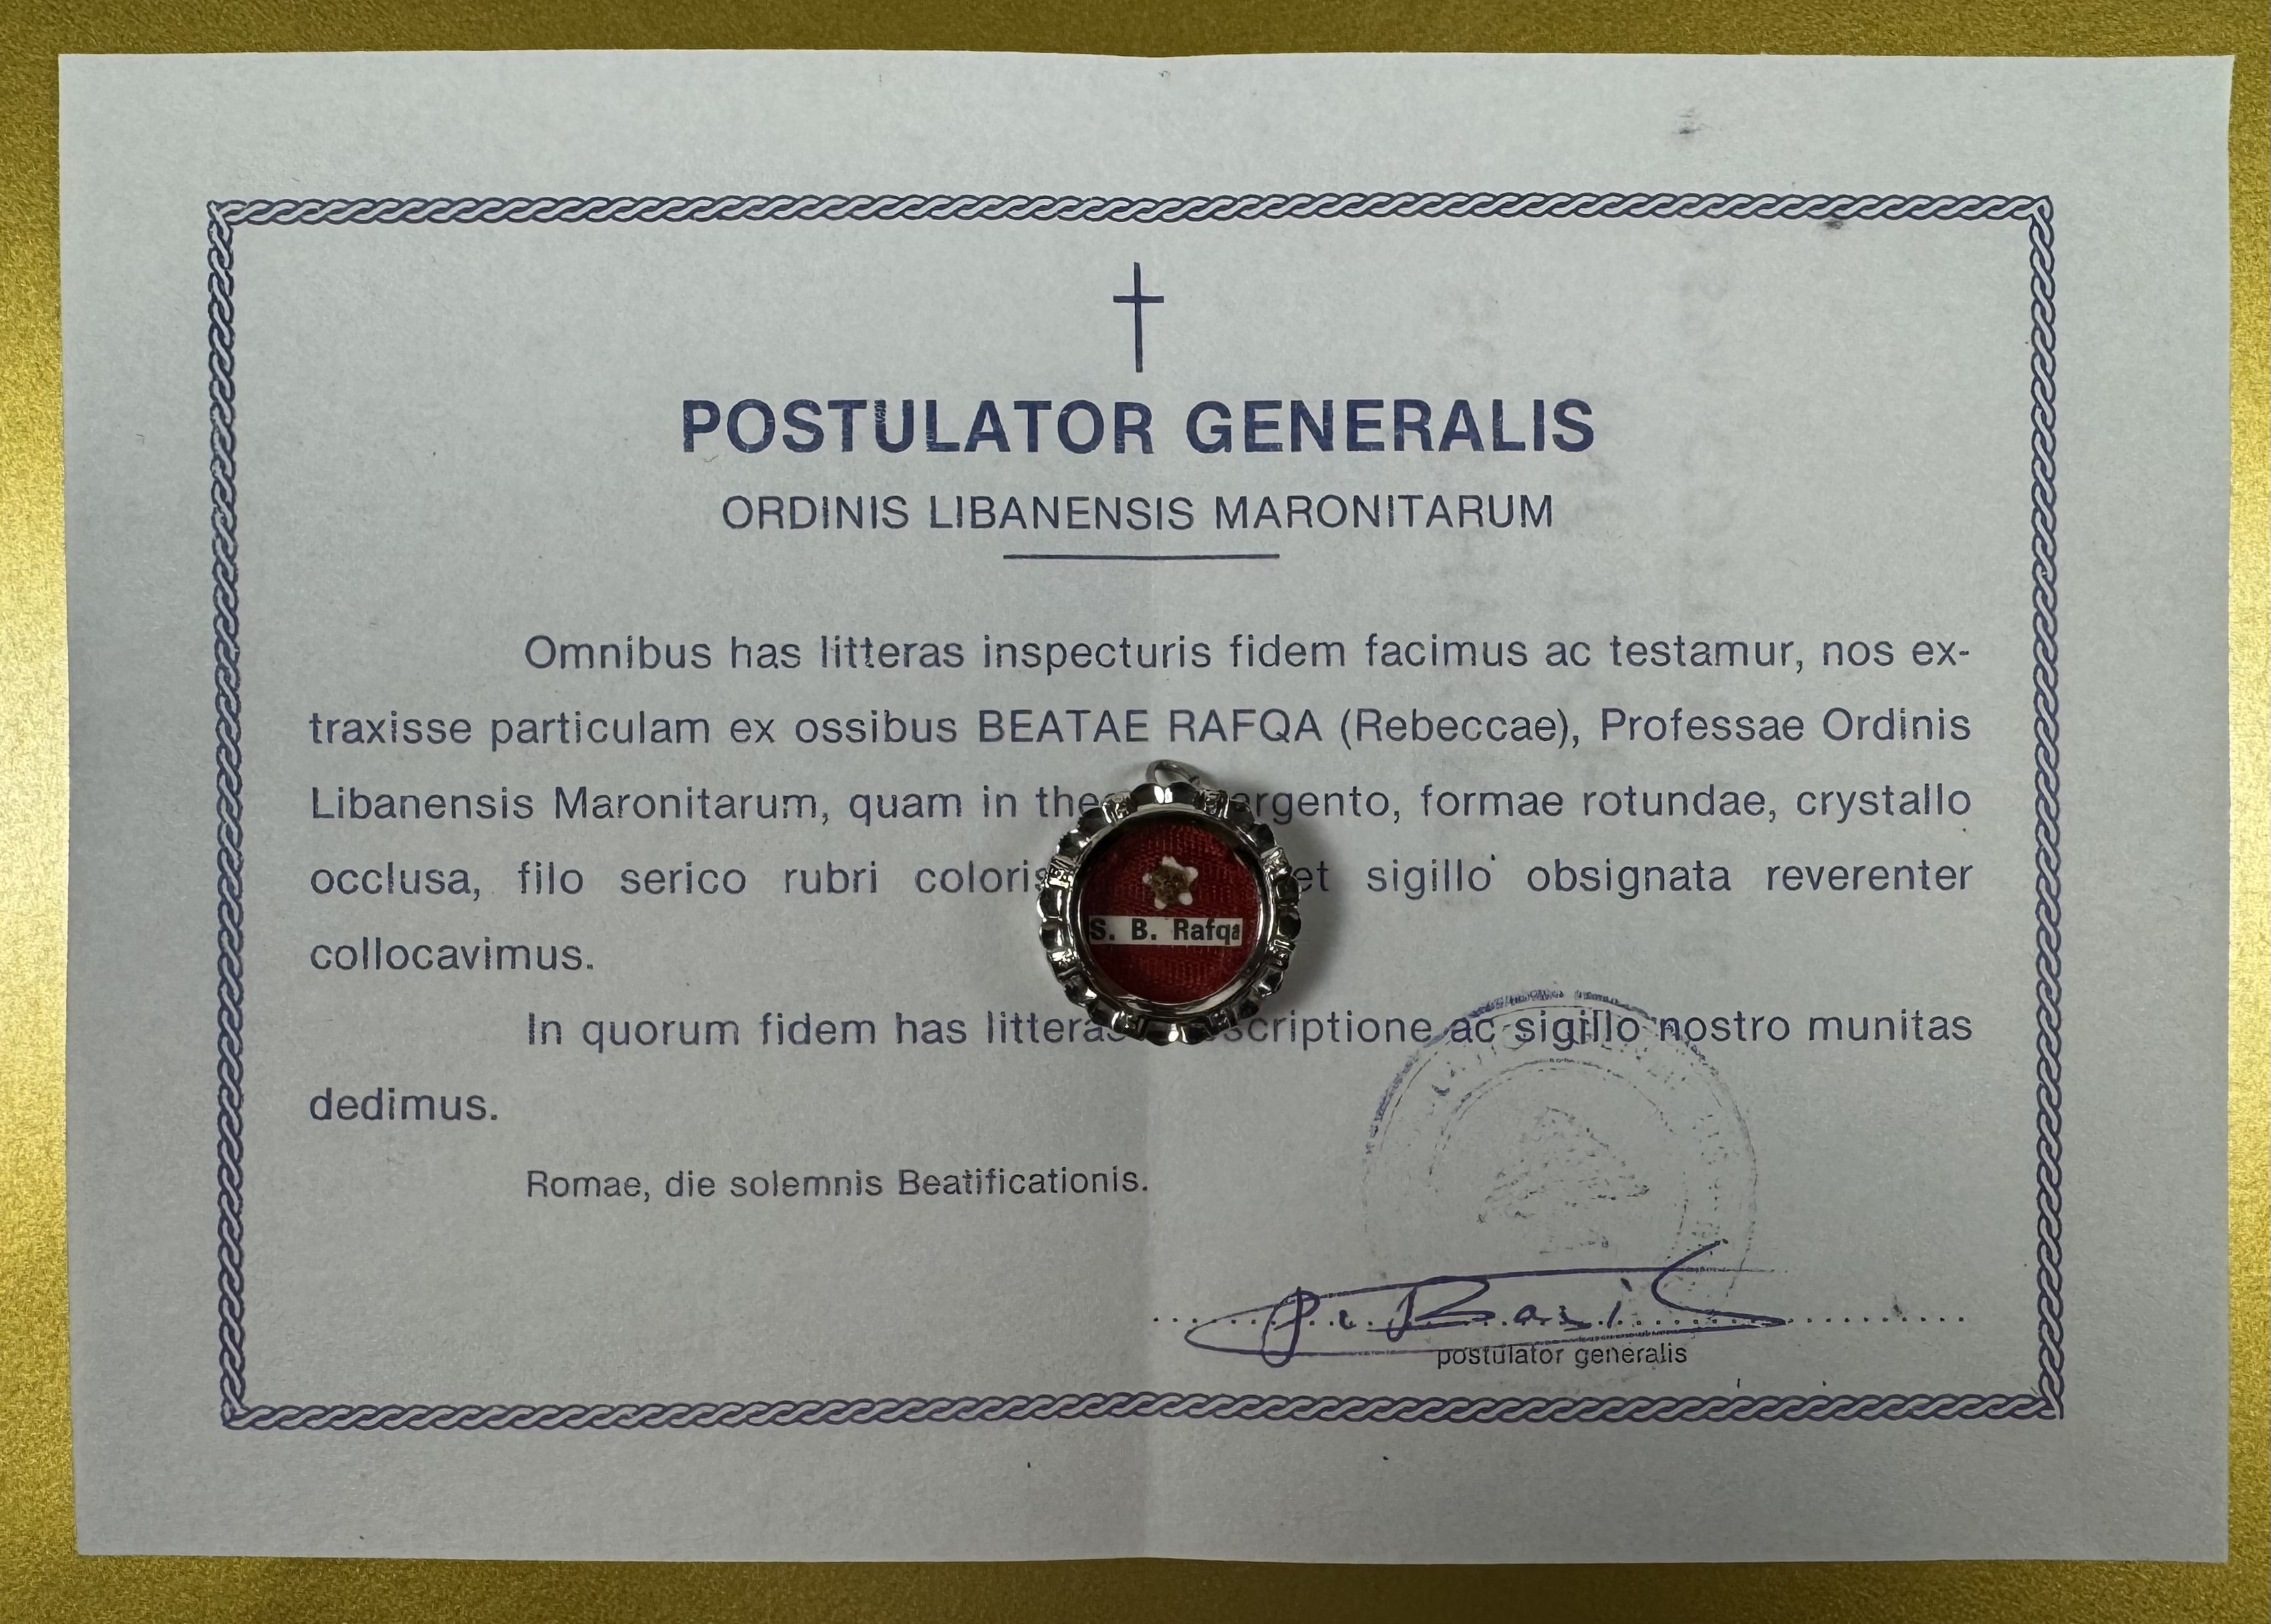 POSTULATOR GENERALIS
ORDINIS LIBANENSIS MARONITARUM
Omnibus has litteras inspecturis fidem facimus ac testamur, nos ex-
traxisse particulam ex ossibus BEATAE RAFQA (Rebeccae), Professae Ordinis
Libanensis Maronitarum, quam in the argento, formae rotundae, crystallo
occlusa, filo serico rubri coloris et sigillo obsignata reverenter
S. B. Rafqa
collocavimus.
In quorum fidem has litteras scriptione ac sigillo nostro munitas
dedimus.
Romae, die solemnis Beatificationis.
postulator generalis